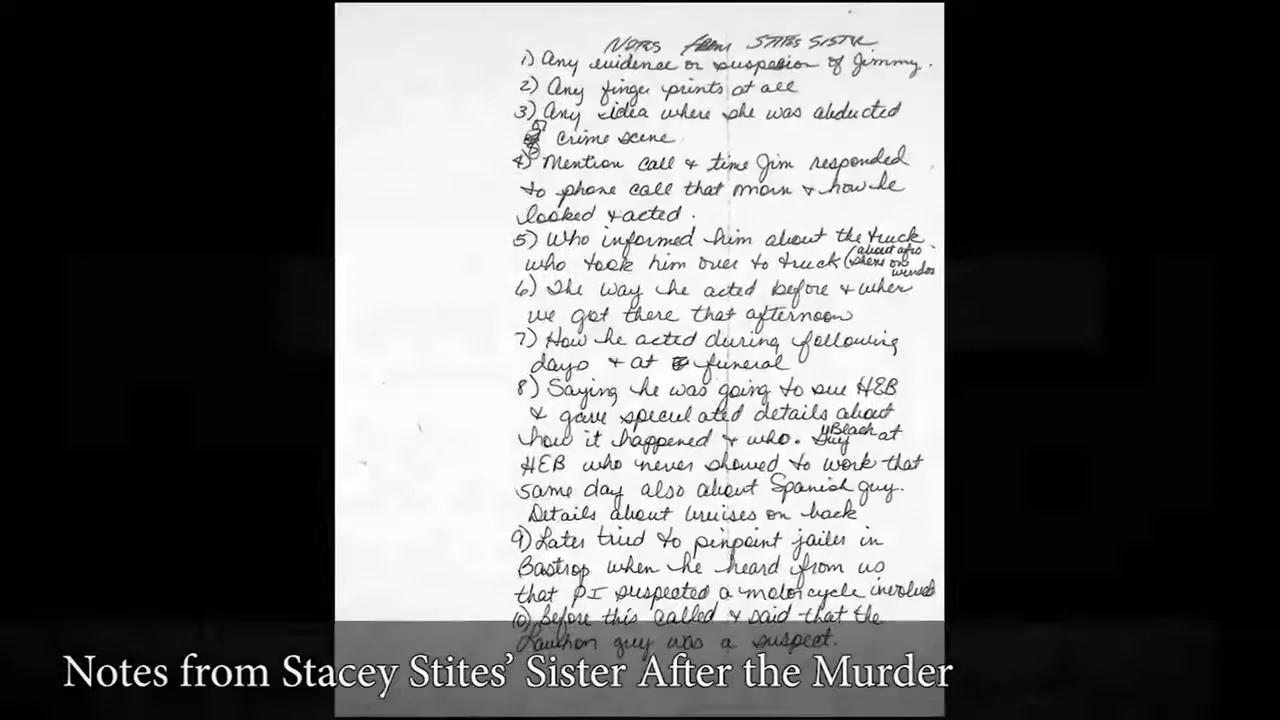 NOTES FROM STITES SISTER
1) Any evidence or suspecion of Jimmy.
2) Any finger prints at all
3) Any idea where she was abducted
crime scene
4) Mention call & time Jim responded
to phone call that morn & how he
looked & acted.
5) Who informed him about the truck
who took him over to truck (about afro
sheen on
window
6) The way he acted before & when
we got there that afternoon
7) How he acted during following
days & at funeral
8) Saying he was going to sue HEB
& gave speculated details about
how it happened & who. "Black
Guy at
HEB who never showed to work that
same day also about Spanish guy.
Details about bruises on back
9) Later tried to pinpoint jailer in
Bastrop when he heard from us
that PI suspected a motorcycle involved
10) Before this called & said that the
guy was a suspect.
Notes from Stacey Stites' Sister After the Murder